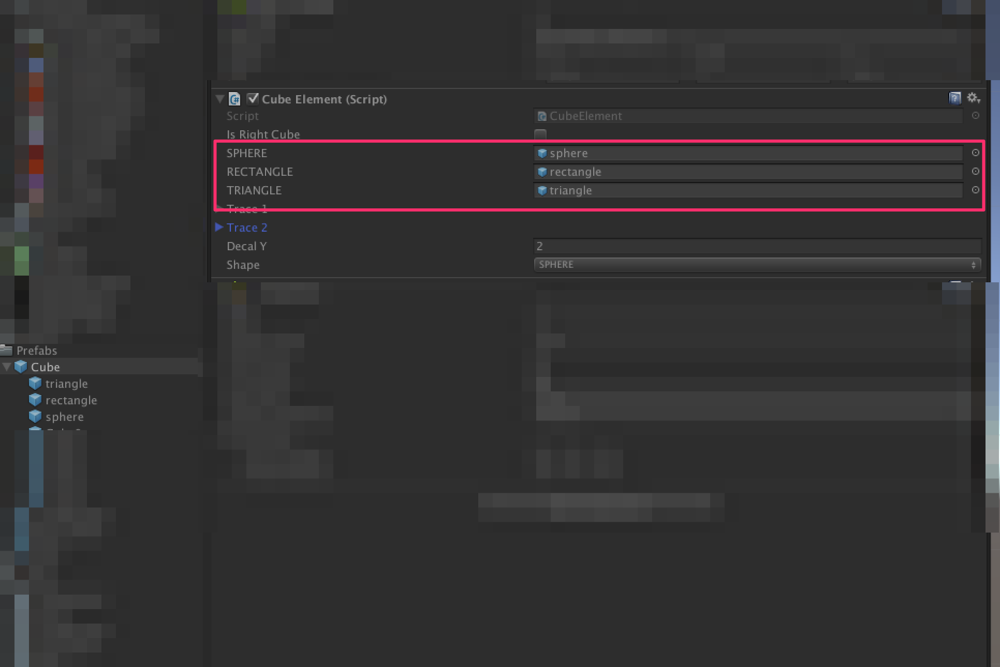 Cube Element (Script)
Script CubeElement
Is Right Cube
SPHERE sphere
RECTANGLE rectangle
TRIANGLE triangle
Trace 1
Trace 2
Decal Y 2
Shape SPHERE
Prefabs
Cube
triangle
rectangle
sphere